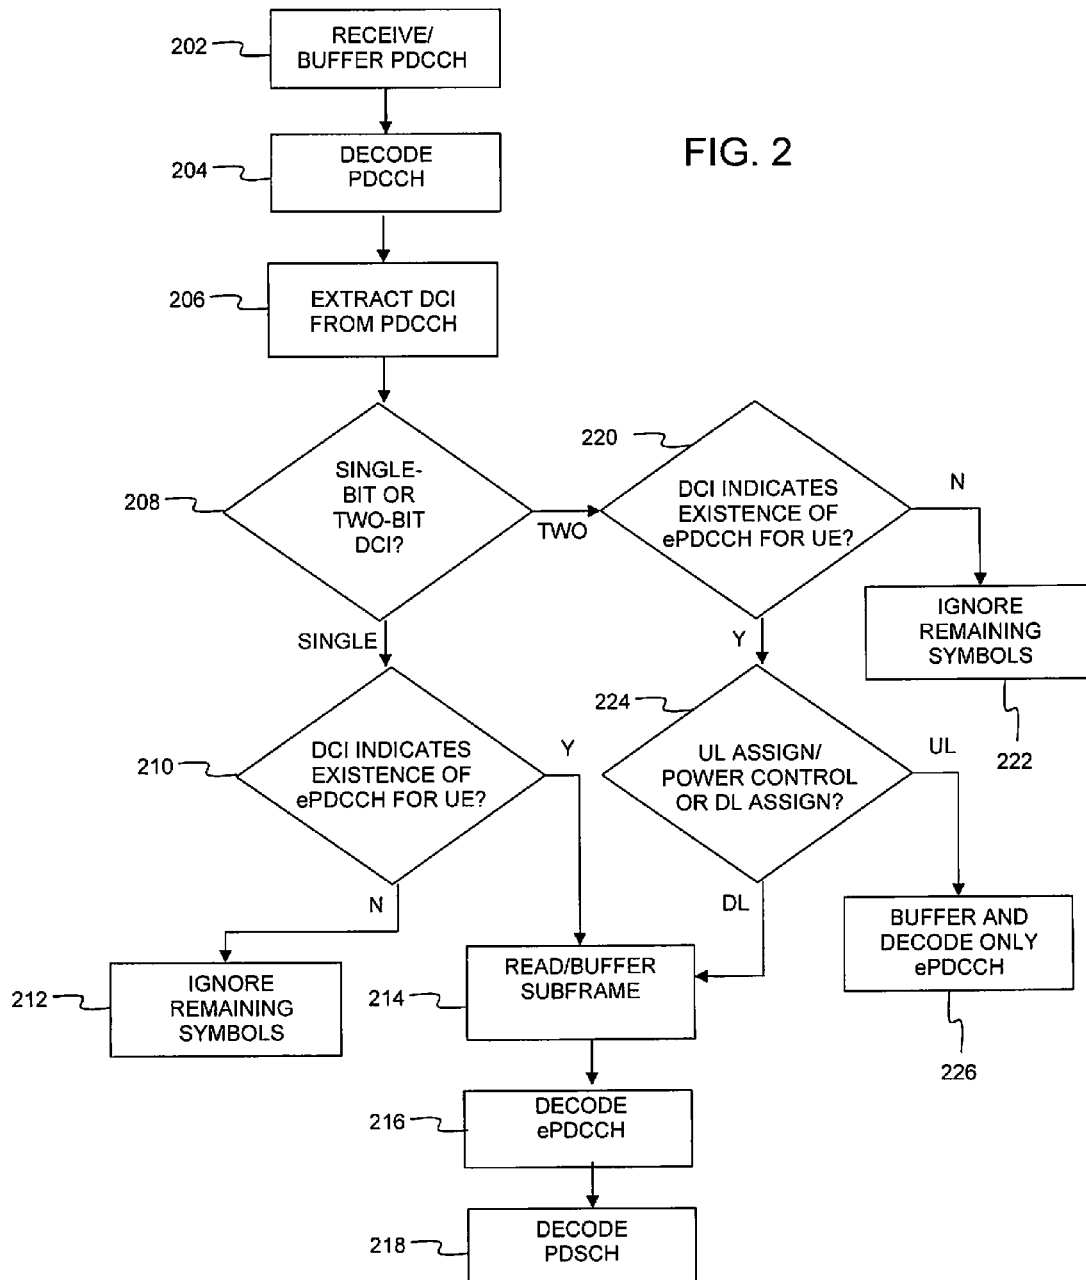 202
RECEIVE/
BUFFER PDCCH
204
DECODE
PDCCH
FIG. 2
206
EXTRACT DCI
FROM PDCCH
208
SINGLE-
BIT OR
TWO-BIT
DCI?
TWO
SINGLE
220
DCI INDICATES
EXISTENCE OF
ePDCCH FOR UE?
N
Y
IGNORE
REMAINING
SYMBOLS
222
210
DCI INDICATES
EXISTENCE OF
ePDCCH FOR UE?
Y
N
224
UL ASSIGN/
POWER CONTROL
OR DL ASSIGN?
UL
DL
212
IGNORE
REMAINING
SYMBOLS
214
READ/BUFFER
SUBFRAME
BUFFER AND
DECODE ONLY
ePDCCH
226
216
DECODE
ePDCCH
218
DECODE
PDSCH